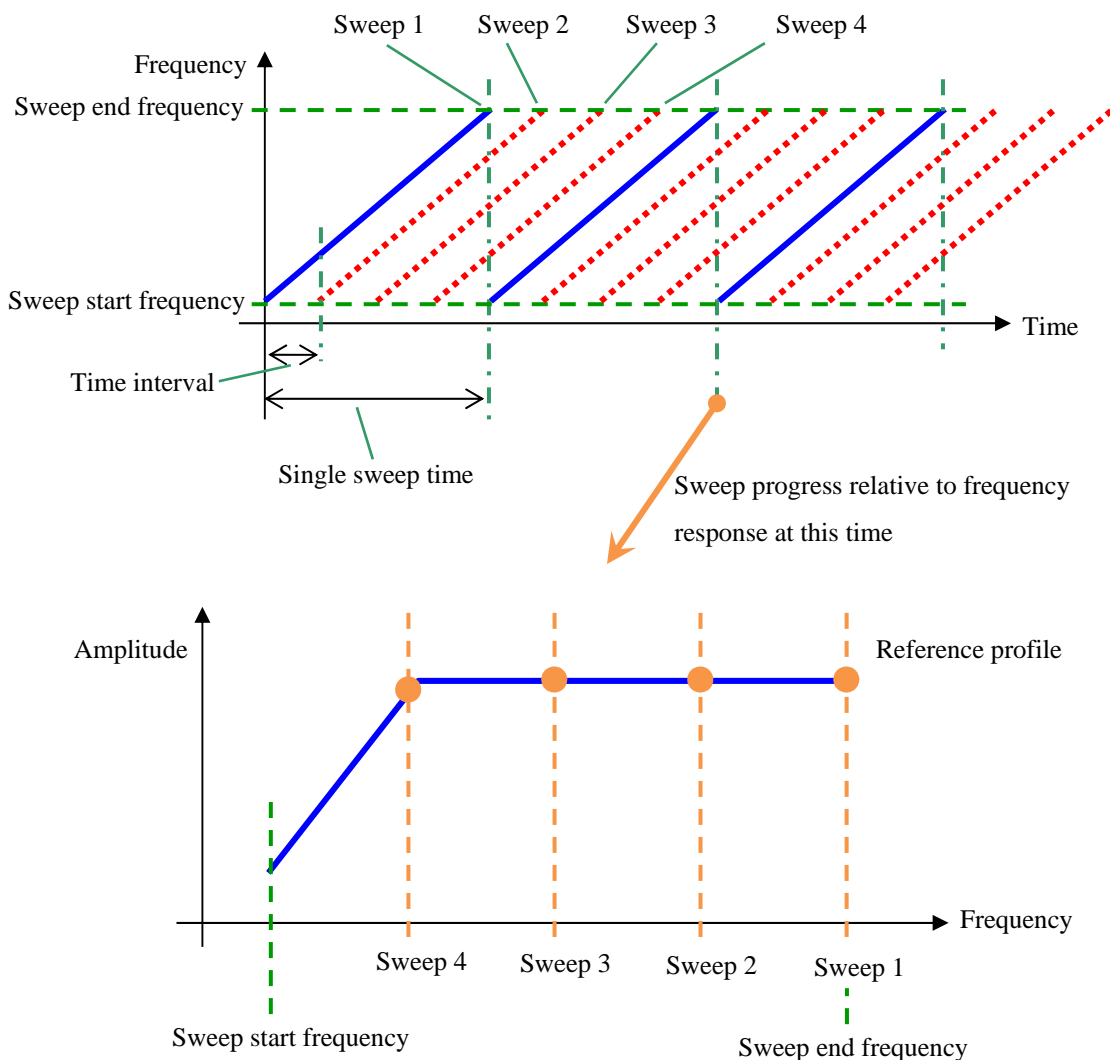 Sweep 1
Sweep 2
Sweep 3
Sweep 4
Frequency
Sweep end frequency
Sweep start frequency
Time
Time interval
Single sweep time
Sweep progress relative to frequency
response at this time
Amplitude
Reference profile
Frequency
Sweep 4
Sweep 3
Sweep 2
Sweep 1
Sweep start frequency
Sweep end frequency